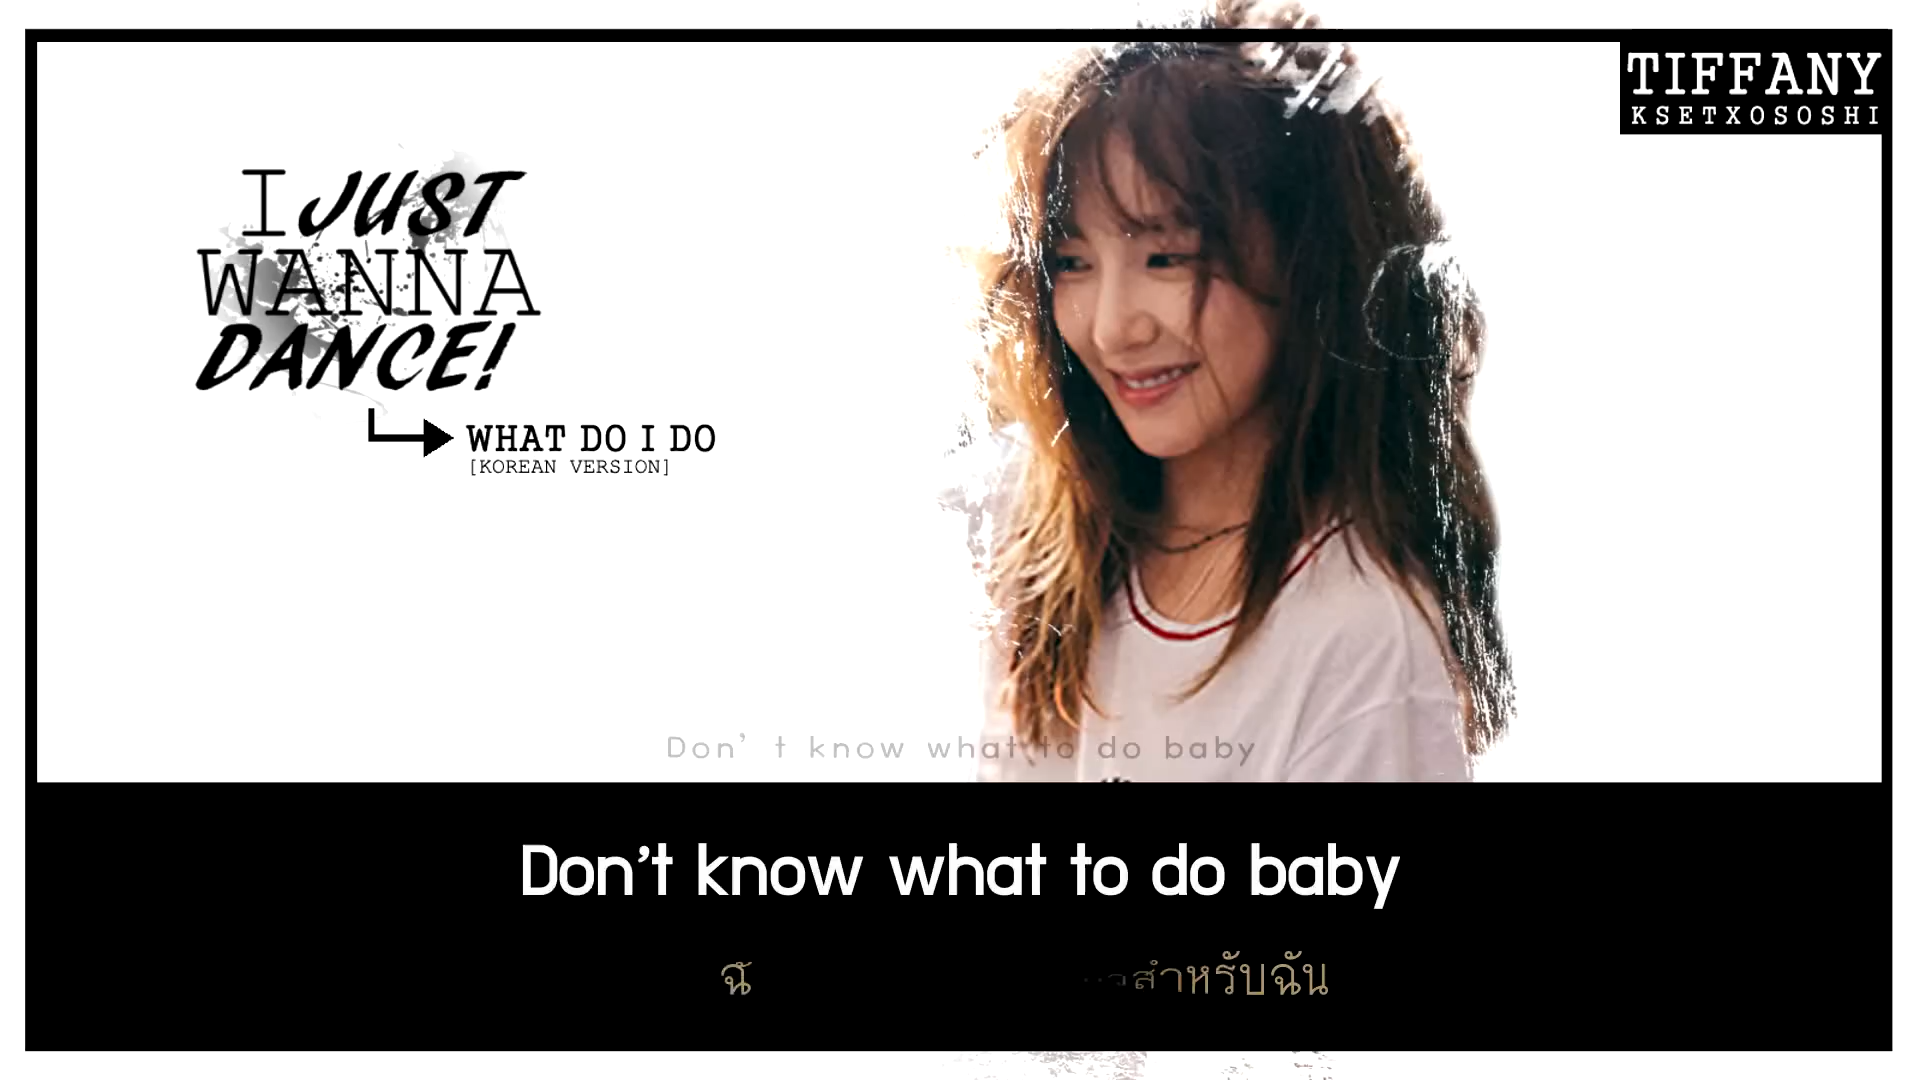 TIFFANY
KSETXOSOSHI
I JUST
WANNA
DANCE!
WHAT DO I DO
[KOREAN VERSION]
Don't know what to do baby
Don't know what to do baby
สำหรับฉัน